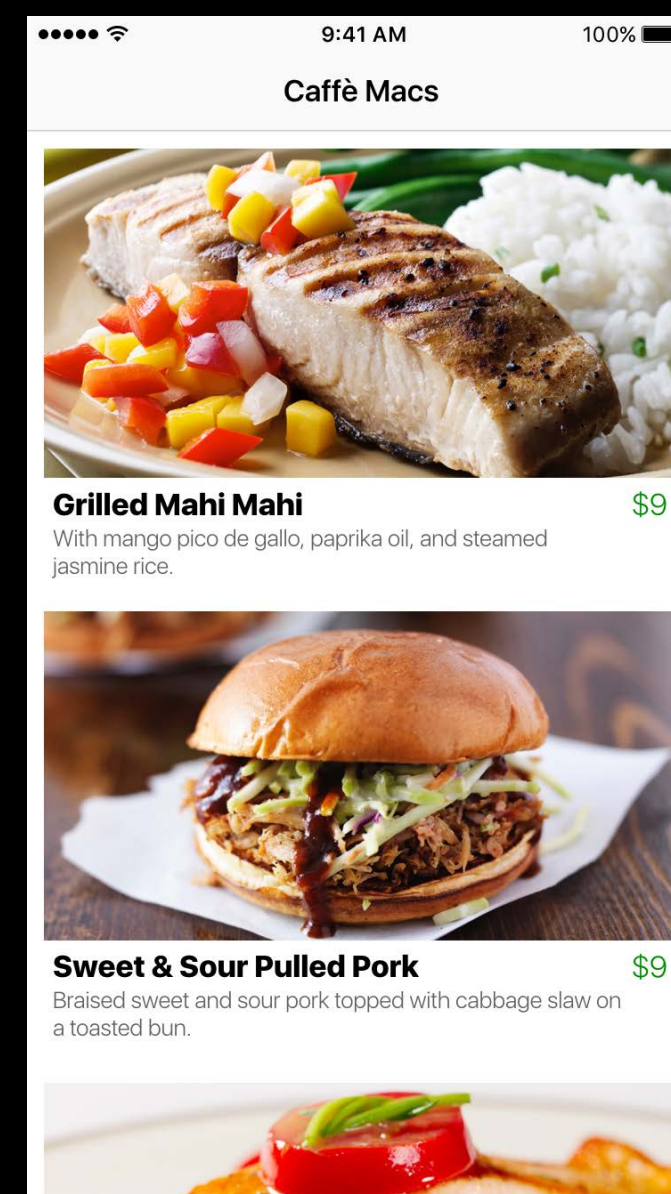 9:41 AM
100%
Caffè Macs
Grilled Mahi Mahi
$9
With mango pico de gallo, paprika oil, and steamed
jasmine rice.
Sweet & Sour Pulled Pork
$9
Braised sweet and sour pork topped with cabbage slaw on
a toasted bun.